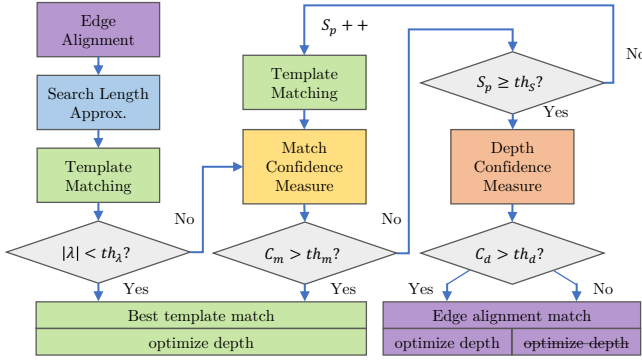 Edge
Alignment
Search Length
Approx.
Template
Matching
|λ| < th_λ?
No
Yes
S_p ++
Template
Matching
Match
Confidence
Measure
C_m > th_m?
No
Yes
S_p ≥ th_S?
No
Yes
Depth
Confidence
Measure
C_d > th_d?
Yes
No
Best template match
optimize depth
Edge alignment match
optimize depth
optimize depth